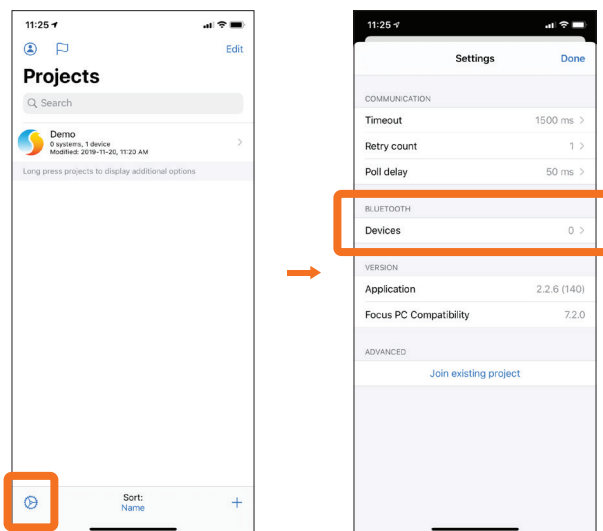 11:25
Edit
Projects
Search
Demo
0 systems, 1 device
Modified: 2019-11-20, 11:20 AM
Long press projects to display additional options
Sort:
Name
11:25
Settings
Done
COMMUNICATION
Timeout 1500 ms
Retry count 1
Poll delay 50 ms
BLUETOOTH
Devices 0
VERSION
Application 2.2.6 (140)
Focus PC Compatibility 7.2.0
ADVANCED
Join existing project